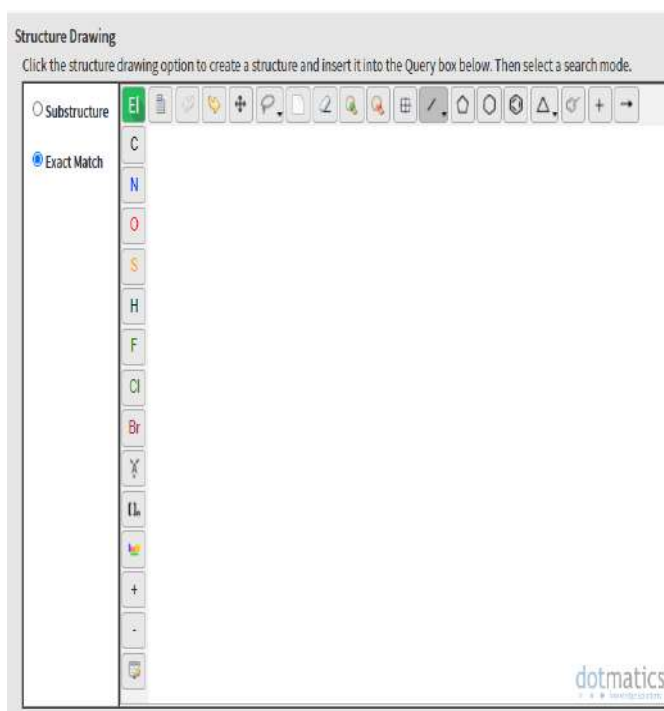 Structure Drawing
Click the structure drawing option to create a structure and insert it into the Query box below. Then select a search mode.
Substructure
Exact Match
El
C
N
O
S
H
F
Cl
Br
[ ]n
+
-
+
dotmatics